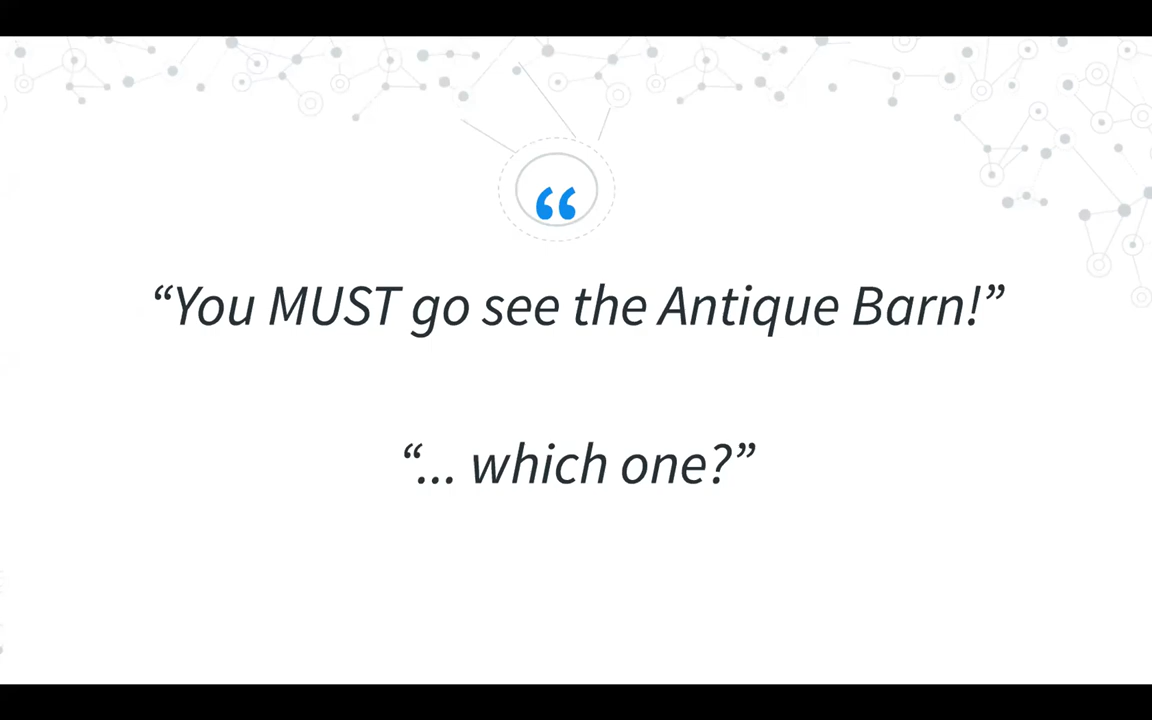 “
“You MUST go see the Antique Barn!”
“... which one?”